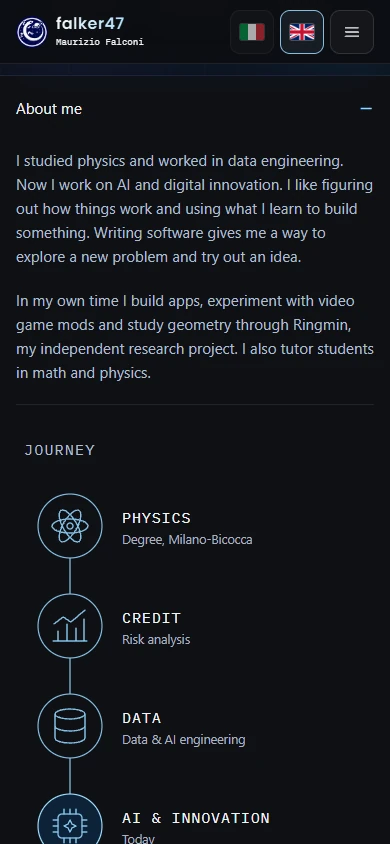 falker47
Maurizio Falconi
About me
I studied physics and worked in data engineering.
Now I work on AI and digital innovation. I like figuring
out how things work and using what I learn to build
something. Writing software gives me a way to
explore a new problem and try out an idea.
In my own time I build apps, experiment with video
game mods and study geometry through Ringmin,
my independent research project. I also tutor students
in math and physics.
JOURNEY
PHYSICS
Degree, Milano-Bicocca
CREDIT
Risk analysis
DATA
Data & AI engineering
AI & INNOVATION
Today